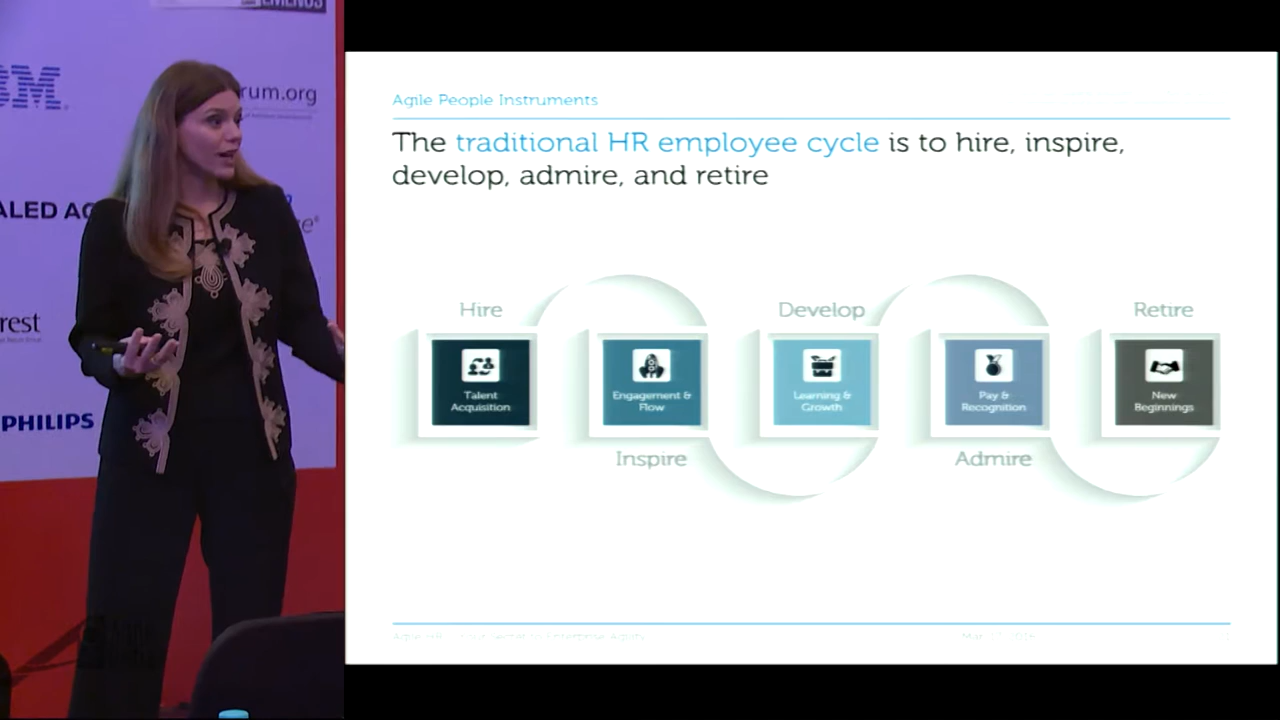 rum.org
ALED AG
rest
PHILIPS
Agile People Instruments
The traditional HR employee cycle is to hire, inspire,
develop, admire, and retire
Hire
Develop
Retire
Talent
Acquisition
Engagement &
Flow
Learning &
Growth
Pay &
Recognition
New
Beginnings
Inspire
Admire